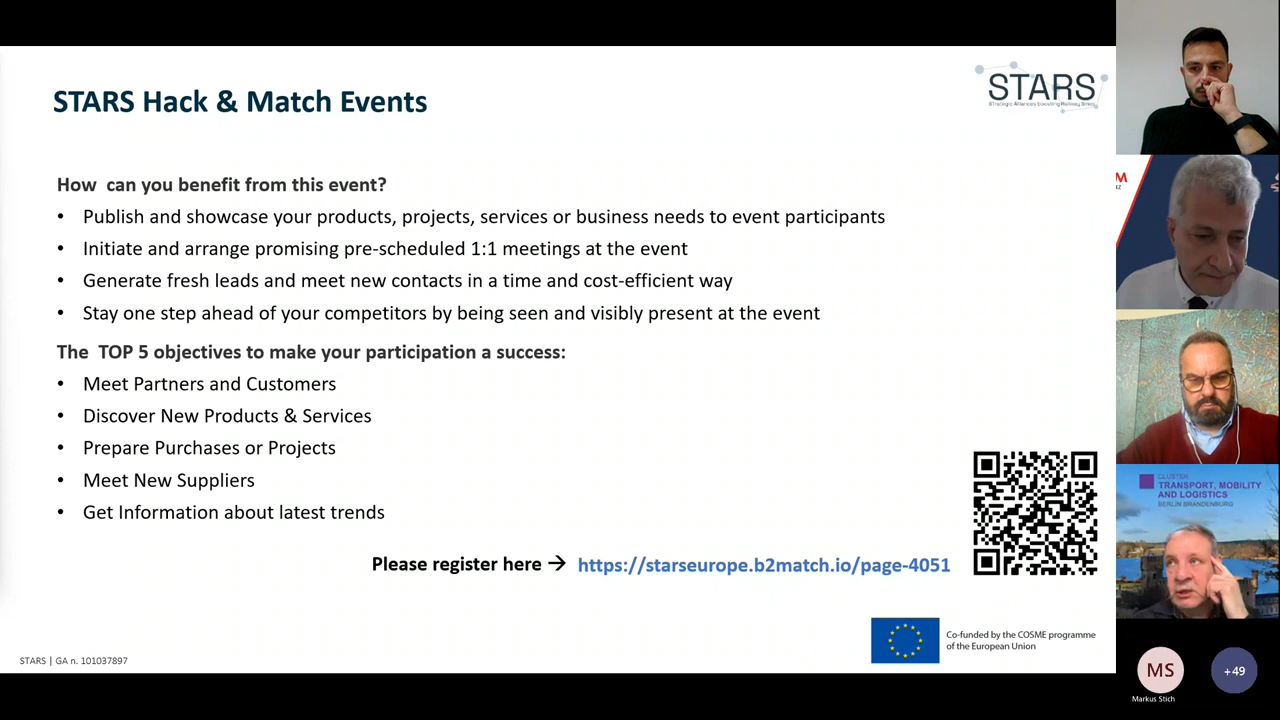 STARS Hack & Match Events
STARS
STrategic Alliances boosting Railway Smes
How can you benefit from this event?
• Publish and showcase your products, projects, services or business needs to event participants
• Initiate and arrange promising pre-scheduled 1:1 meetings at the event
• Generate fresh leads and meet new contacts in a time and cost-efficient way
• Stay one step ahead of your competitors by being seen and visibly present at the event
The TOP 5 objectives to make your participation a success:
• Meet Partners and Customers
• Discover New Products & Services
• Prepare Purchases or Projects
• Meet New Suppliers
• Get Information about latest trends
Please register here → https://starseurope.b2match.io/page-4051
Co-funded by the COSME programme
of the European Union
STARS | GA n. 101037897
CLUSTER
TRANSPORT, MOBILITY
AND LOGISTICS
BERLIN BRANDENBURG
MS
+49
Markus Stich